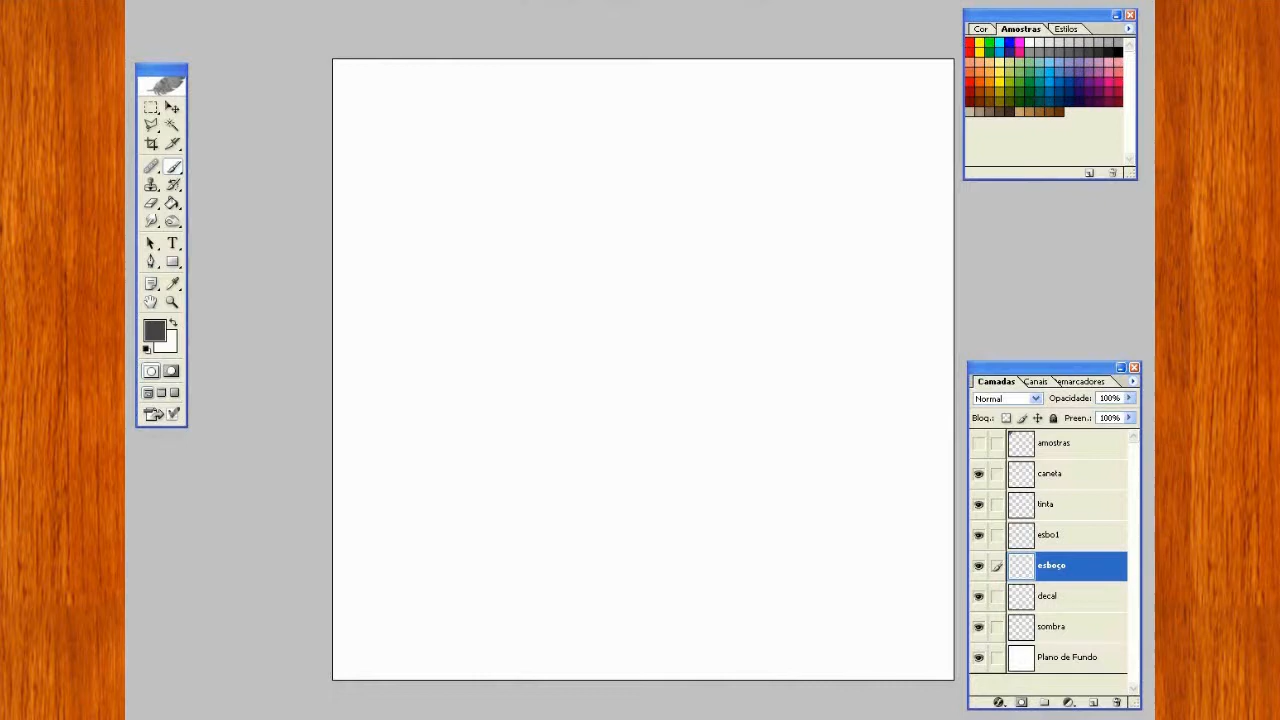 Cor Amostras Estilos
Camadas Canais emarcadores
Normal Opacidade: 100%
Bloq.: Preen.: 100%
amostras
caneta
tinta
esbo1
esboço
decal
sombra
Plano de Fundo
T